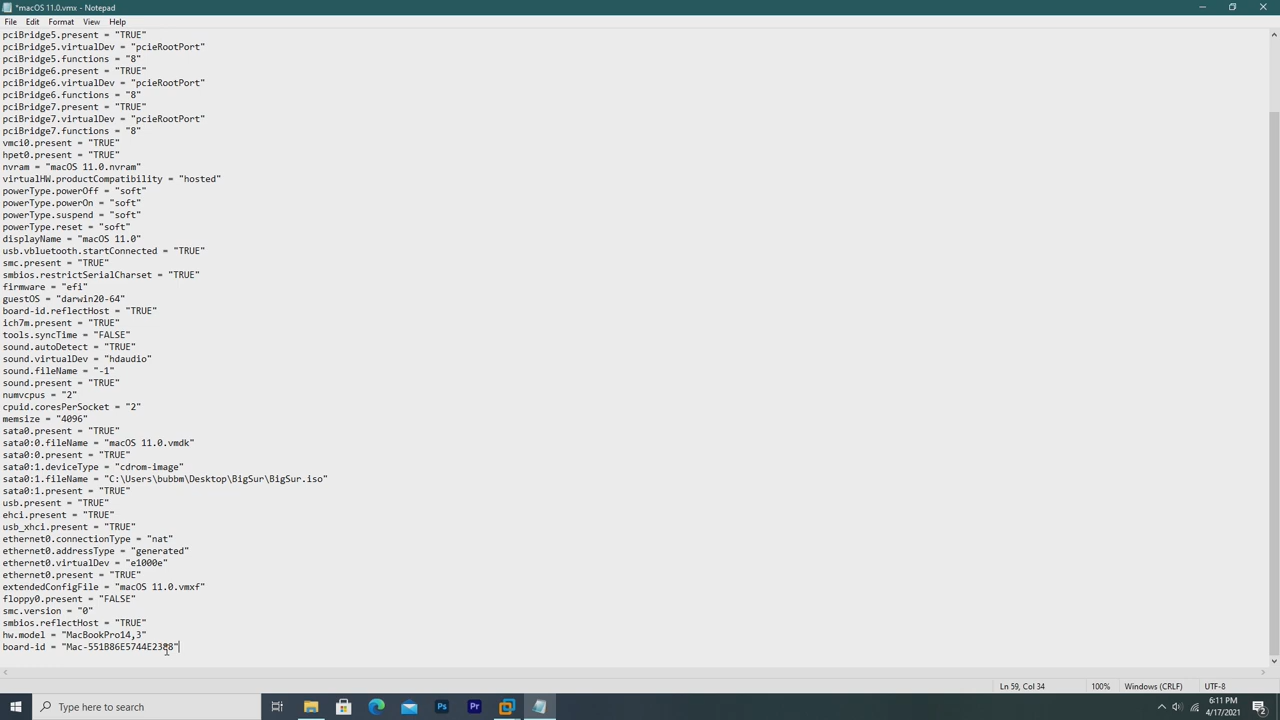 *macOS 11.0.vmx - Notepad
File Edit Format View Help
pciBridge5.present = "TRUE"
pciBridge5.virtualDev = "pcieRootPort"
pciBridge5.functions = "8"
pciBridge6.present = "TRUE"
pciBridge6.virtualDev = "pcieRootPort"
pciBridge6.functions = "8"
pciBridge7.present = "TRUE"
pciBridge7.virtualDev = "pcieRootPort"
pciBridge7.functions = "8"
vmci0.present = "TRUE"
hpet0.present = "TRUE"
nvram = "macOS 11.0.nvram"
virtualHW.productCompatibility = "hosted"
powerType.powerOff = "soft"
powerType.powerOn = "soft"
powerType.suspend = "soft"
powerType.reset = "soft"
displayName = "macOS 11.0"
usb.vbluetooth.startConnected = "TRUE"
smc.present = "TRUE"
smbios.restrictSerialCharset = "TRUE"
firmware = "efi"
guestOS = "darwin20-64"
board-id.reflectHost = "TRUE"
ich7m.present = "TRUE"
tools.syncTime = "FALSE"
sound.autoDetect = "TRUE"
sound.virtualDev = "hdaudio"
sound.fileName = "-1"
sound.present = "TRUE"
numvcpus = "2"
cpuid.coresPerSocket = "2"
memsize = "4096"
sata0.present = "TRUE"
sata0:0.fileName = "macOS 11.0.vmdk"
sata0:0.present = "TRUE"
sata0:1.deviceType = "cdrom-image"
sata0:1.fileName = "C:\Users\bubbm\Desktop\BigSur\BigSur.iso"
sata0:1.present = "TRUE"
usb.present = "TRUE"
ehci.present = "TRUE"
usb_xhci.present = "TRUE"
ethernet0.connectionType = "nat"
ethernet0.addressType = "generated"
ethernet0.virtualDev = "e1000e"
ethernet0.present = "TRUE"
extendedConfigFile = "macOS 11.0.vmxf"
floppy0.present = "FALSE"
smc.version = "0"
smbios.reflectHost = "TRUE"
hw.model = "MacBookPro14,3"
board-id = "Mac-551B86E5744E2388"
Ln 59, Col 34 100% Windows (CRLF) UTF-8
Type here to search
Ps Pr
6:11 PM
4/17/2021
2